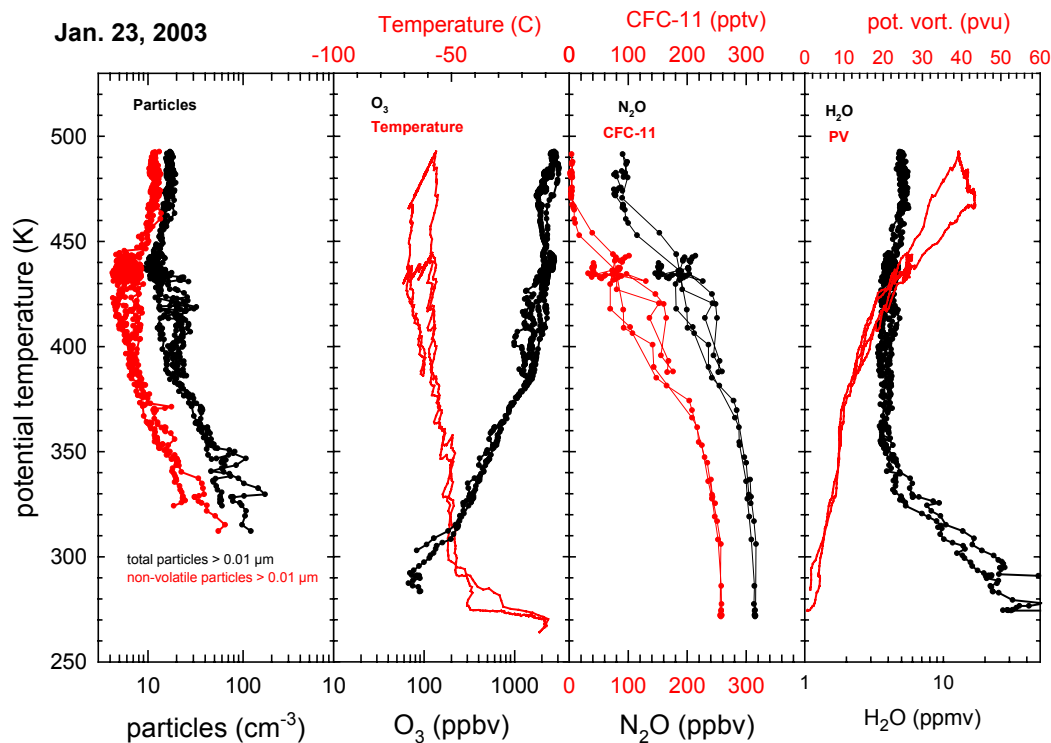 Jan. 23, 2003
Temperature (C)
CFC-11 (pptv)
pot. vort. (pvu)
-100 -50 0 100 200 300 0 10 20 30 40 50 60
Particles
O₃
Temperature
N₂O
CFC-11
H₂O
PV
potential temperature (K)
500
450
400
350
300
250
total particles > 0.01 µm
non-volatile particles > 0.01 µm
10 100 100 1000 0 100 200 300 1 10
particles (cm⁻³)
O₃ (ppbv)
N₂O (ppbv)
H₂O (ppmv)